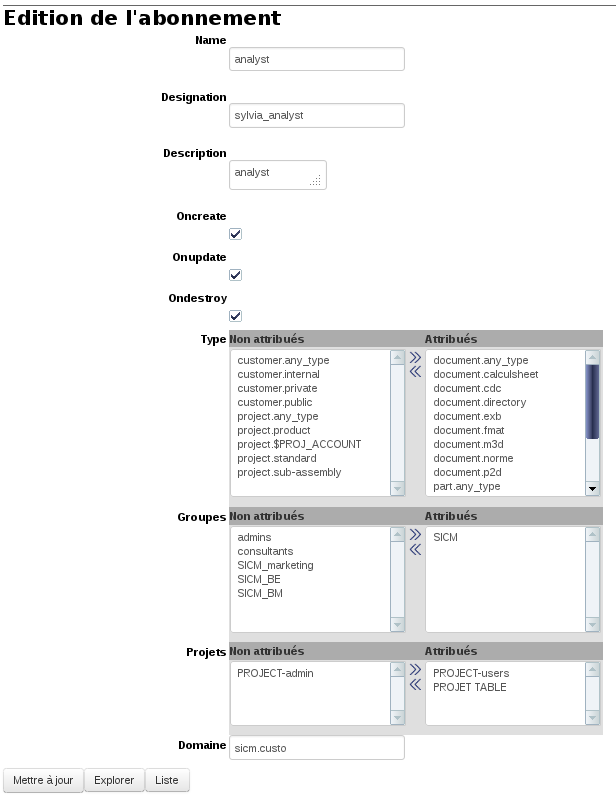 Edition de l'abonnement
Name
analyst
Designation
sylvia_analyst
Description
analyst
Oncreate
Onupdate
Ondestroy
Type Non attribués Attribués
customer.any_type
customer.internal
customer.private
customer.public
project.any_type
project.product
project.$PROJ_ACCOUNT
project.standard
project.sub-assembly
document.any_type
document.calculsheet
document.cdc
document.directory
document.exb
document.fmat
document.m3d
document.norme
document.p2d
part.any_type
Groupes Non attribués Attribués
admins
consultants
SICM_marketing
SICM_BE
SICM_BM
SICM
Projets Non attribués Attribués
PROJECT-admin
PROJECT-users
PROJET TABLE
Domaine
sicm.custo
Mettre à jour Explorer Liste